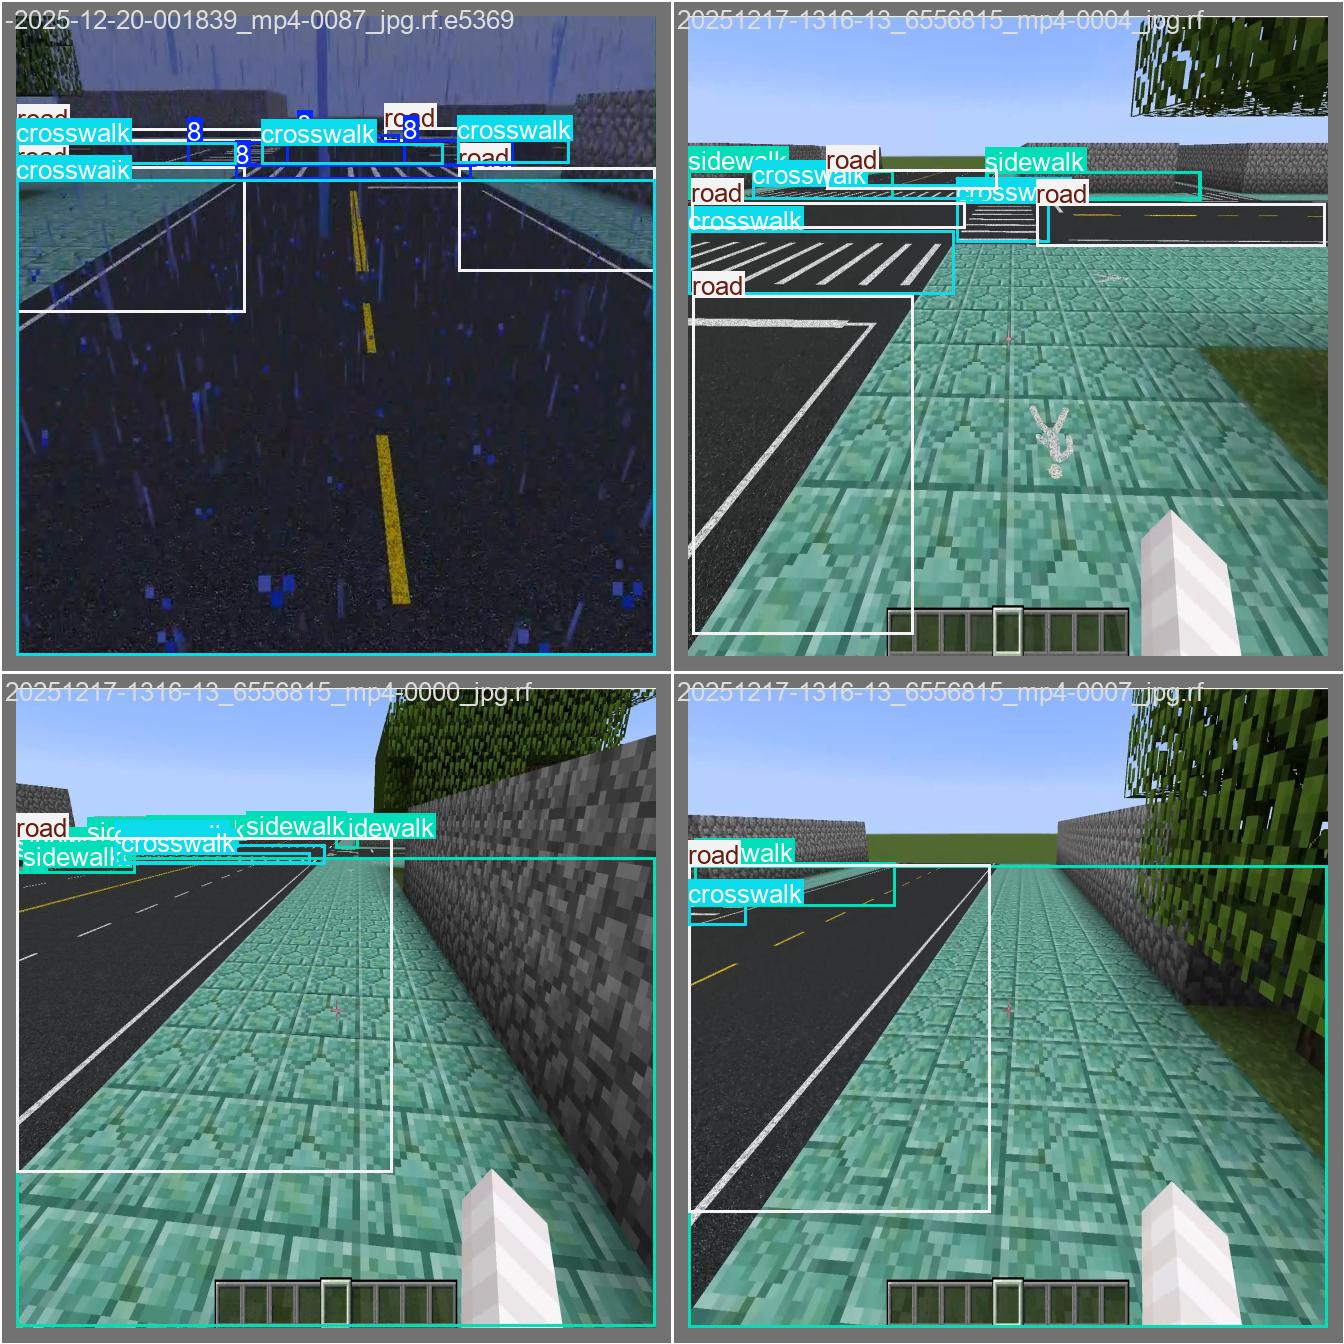 -2025-12-20-001839_mp4-0087_jpg.rf.e5369
road
crosswalk
8
crosswalk
road
8
crosswalk
8
road
crosswalk
20251217-1316-13_6556815_mp4-0004_jpg.rf
sidewalk
road
sidewalk
crosswalk
road
crossw
road
crosswalk
road
20251217-1316-13_6556815_mp4-0000_jpg.rf
road
sidewalk
idewalk
crosswalk
sidewalk
20251217-1316-13_6556815_mp4-0007_jpg.rf
road
walk
crosswalk